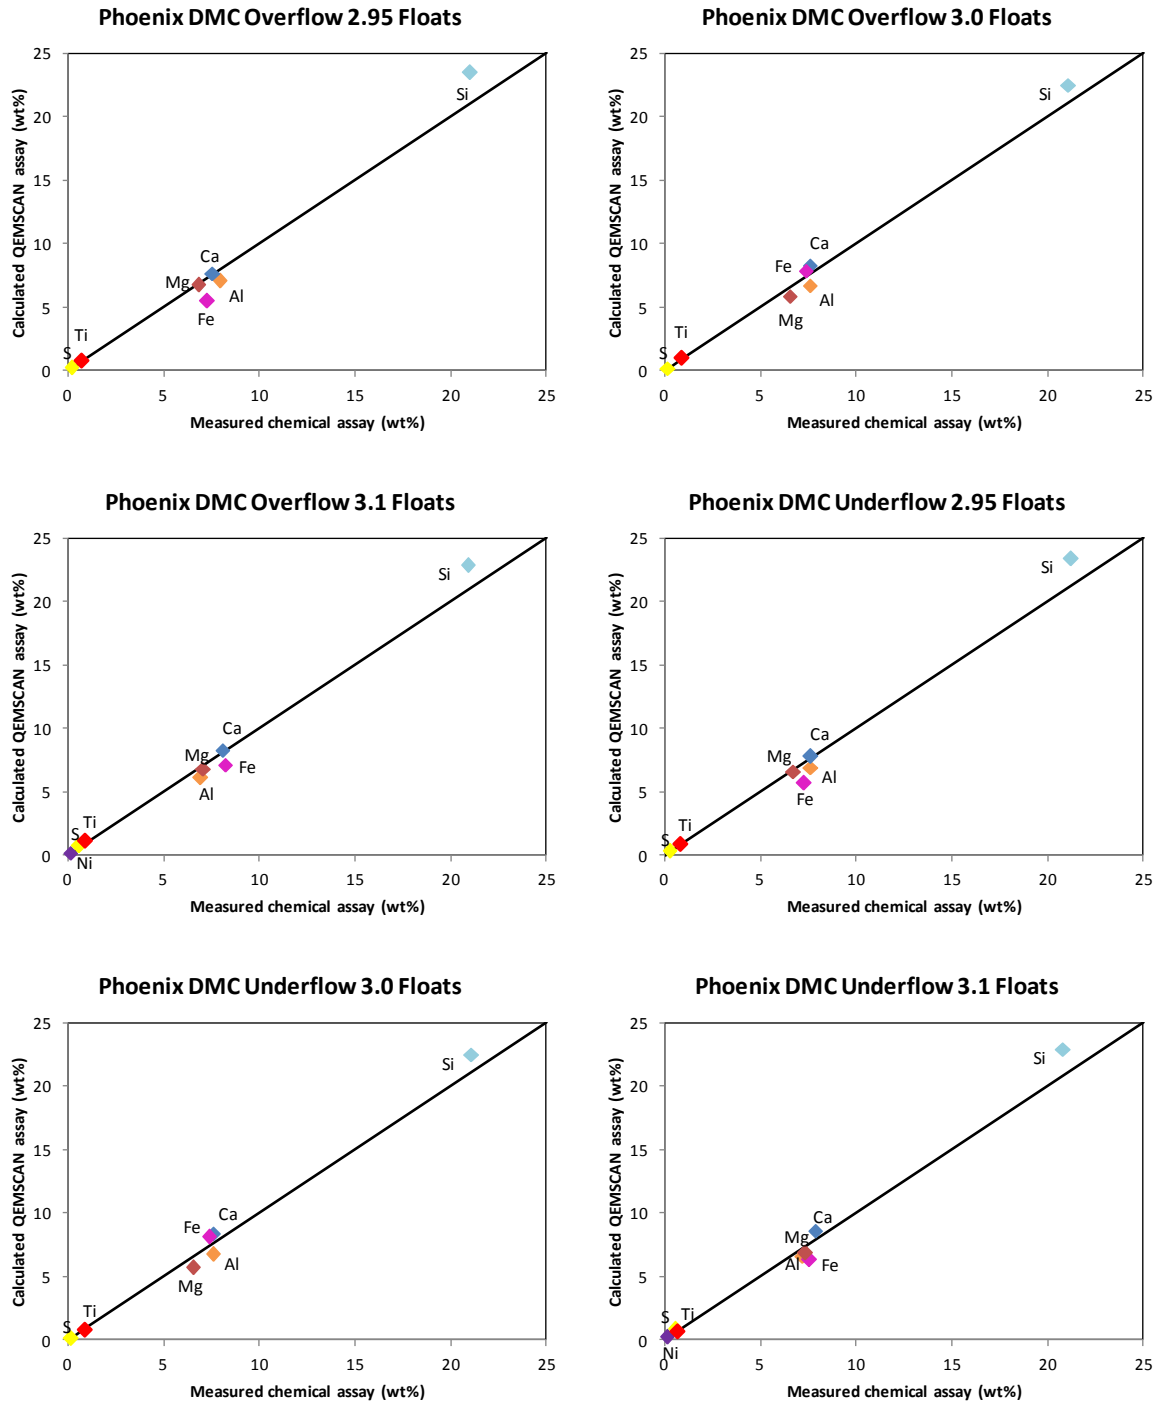 Phoenix DMC Overflow 2.95 Floats
Calculated QEMSCAN assay (wt%)
25
20
15
10
5
0
Si
Ca
Mg
Al
Fe
Ti
S
0 5 10 15 20 25
Measured chemical assay (wt%)
Phoenix DMC Overflow 3.0 Floats
Calculated QEMSCAN assay (wt%)
25
20
15
10
5
0
Si
Ca
Fe
Al
Mg
Ti
S
0 5 10 15 20 25
Measured chemical assay (wt%)
Phoenix DMC Overflow 3.1 Floats
Calculated QEMSCAN assay (wt%)
25
20
15
10
5
0
Si
Ca
Mg
Fe
Al
Ti
S
Ni
0 5 10 15 20 25
Measured chemical assay (wt%)
Phoenix DMC Underflow 2.95 Floats
Calculated QEMSCAN assay (wt%)
25
20
15
10
5
0
Si
Ca
Mg
Al
Fe
Ti
S
0 5 10 15 20 25
Measured chemical assay (wt%)
Phoenix DMC Underflow 3.0 Floats
Calculated QEMSCAN assay (wt%)
25
20
15
10
5
0
Si
Ca
Fe
Al
Mg
Ti
S
0 5 10 15 20 25
Measured chemical assay (wt%)
Phoenix DMC Underflow 3.1 Floats
Calculated QEMSCAN assay (wt%)
25
20
15
10
5
0
Si
Ca
Mg
Al
Fe
S
Ti
Ni
0 5 10 15 20 25
Measured chemical assay (wt%)